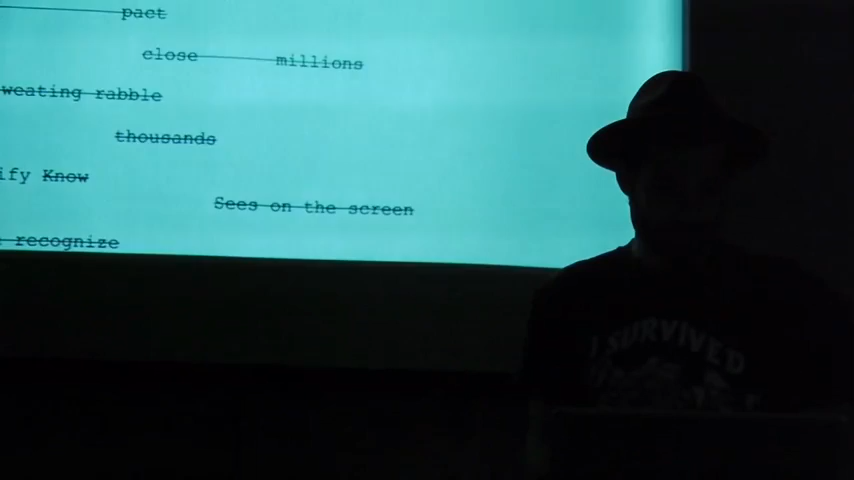 pact
close millions
weating rabble
thousands
ify Know
Sees on the screen
recognize
I SURVIVED